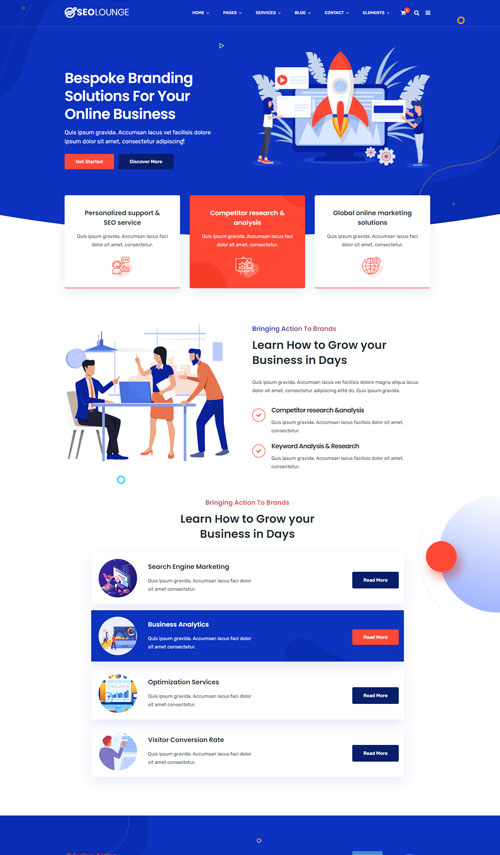 SEOLOUNGE
HOME PAGES SERVICES BLOG CONTACT ELEMENTS
Bespoke Branding
Solutions For Your
Online Business
Quis ipsum gravida. Accumsan lacus vel facilisis dolore
ipsum dolor sit amet, consectetur adipiscing!
Get Started
Discover More
Personalized support &
SEO service
Quis ipsum gravida. Accumsan lacus faci
dolor sit amet, consectetur.
Competitor research &
analysis
Quis ipsum gravida. Accumsan lacus faci
dolor sit amet, consectetur.
Global online marketing
solutions
Quis ipsum gravida. Accumsan lacus faci
dolor sit amet, consectetur.
Bringing Action To Brands
Learn How to Grow your
Business in Days
Quis ipsum gravida. Accumsan lacus vel facilisis dolore magna aliqua lacus
dolor sit amet, consectetur adipiscing elitd do. Quis ipsum gravida.
Competitor research &analysis
Quis ipsum gravida. Accumsan lacus facilisis dolor sit amet,
consectetur.
Keyword Analysis & Research
Quis ipsum gravida. Accumsan lacus facilisis dolor sit amet,
consectetur.
Bringing Action To Brands
Learn How to Grow your
Business in Days
Search Engine Marketing
Quis ipsum gravida. Accumsan lacus faci dolor
sit amet consectetur.
Read More
Business Analytics
Quis ipsum gravida. Accumsan lacus faci dolor
sit amet consectetur.
Read More
Optimization Services
Quis ipsum gravida. Accumsan lacus faci dolor
sit amet consectetur.
Read More
Visitor Conversion Rate
Quis ipsum gravida. Accumsan lacus faci dolor
sit amet consectetur.
Read More